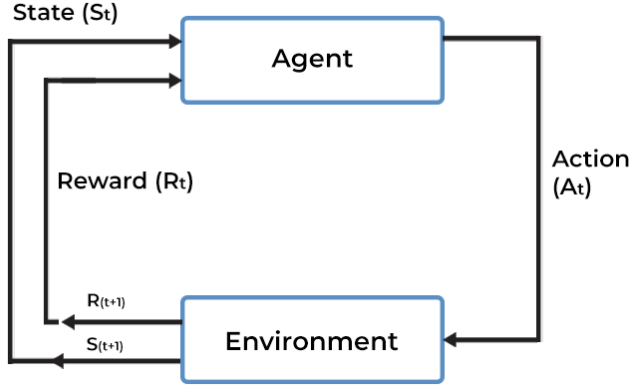 State (St)
Agent
Action
(At)
Reward (Rt)
R(t+1)
S(t+1)
Environment